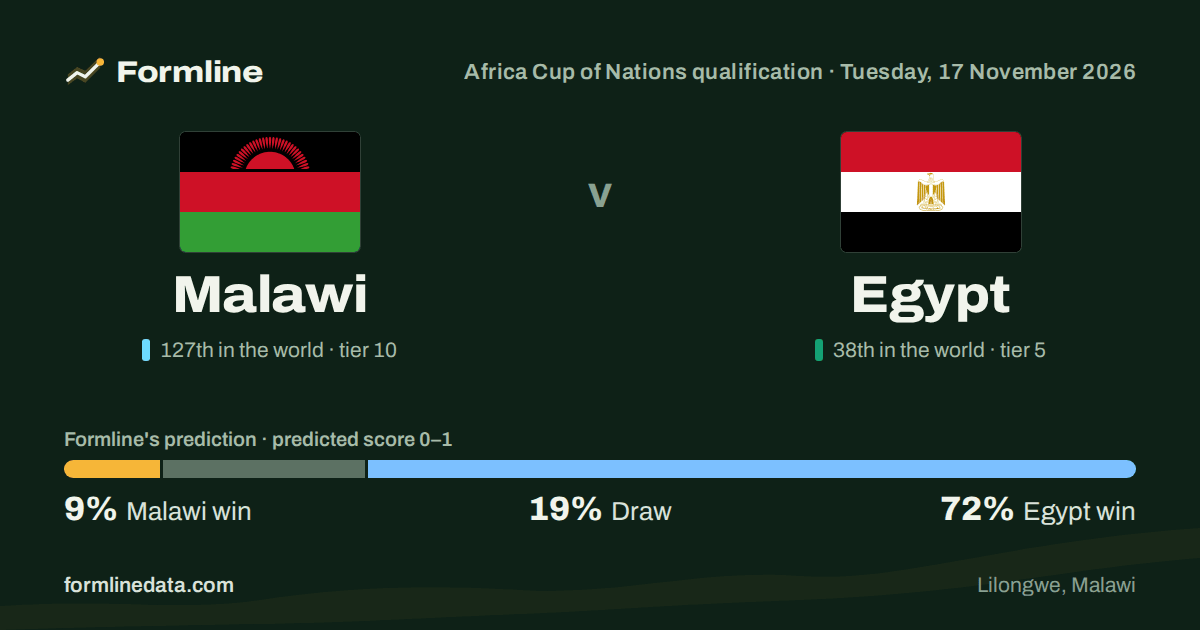 Formline
Africa Cup of Nations qualification · Tuesday, 17 November 2026
v
Malawi
Egypt
127th in the world · tier 10
38th in the world · tier 5
Formline's prediction · predicted score 0–1
9% Malawi win
19% Draw
72% Egypt win
formlinedata.com
Lilongwe, Malawi